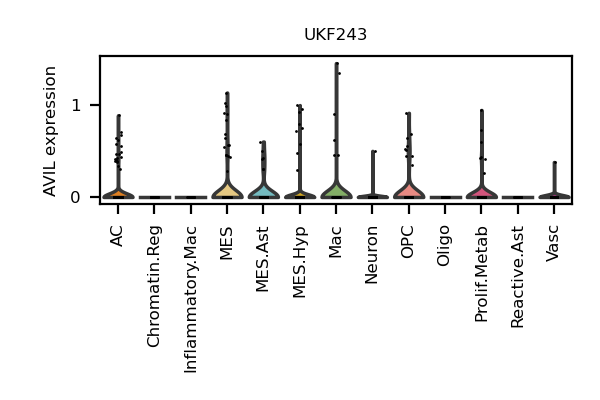 UKF243
AVIL expression
1
0
AC
Chromatin.Reg
Inflammatory.Mac
MES
MES.Ast
MES.Hyp
Mac
Neuron
OPC
Oligo
Prolif.Metab
Reactive.Ast
Vasc